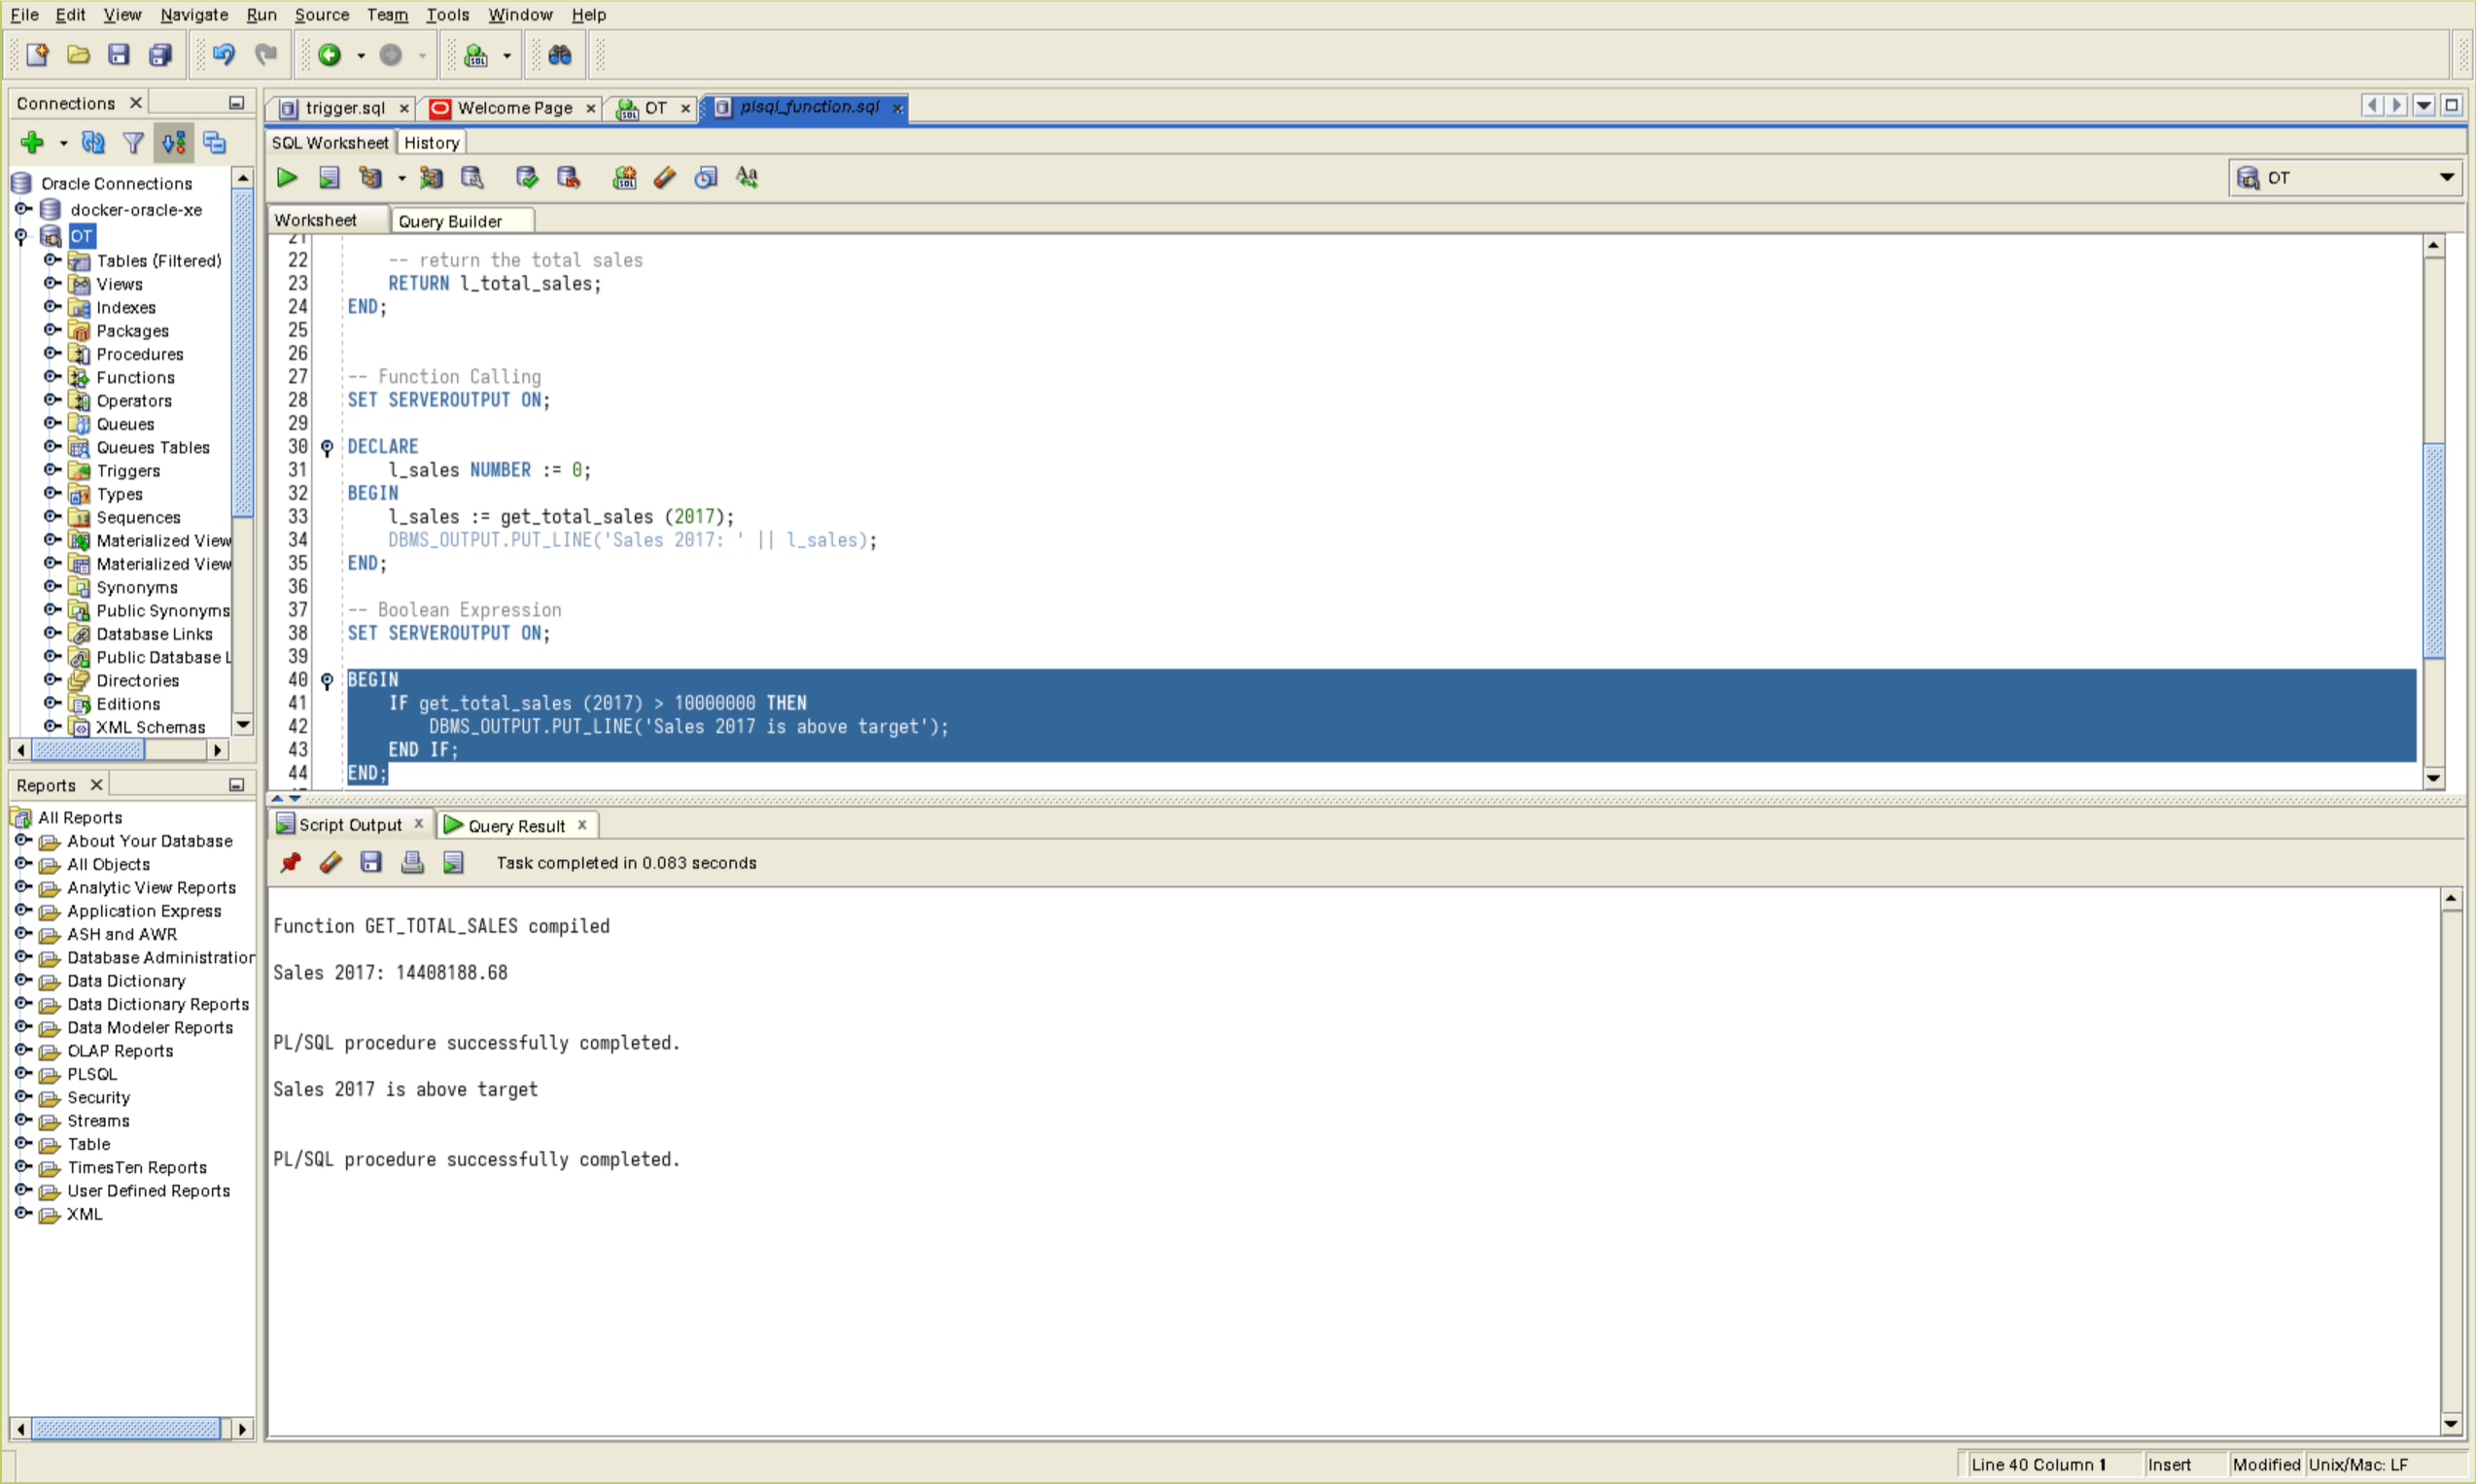 File Edit View Navigate Run Source Team Tools Window Help
Connections
Oracle Connections
docker-oracle-xe
OT
Tables (Filtered)
Views
Indexes
Packages
Procedures
Functions
Operators
Queues
Queues Tables
Triggers
Types
Sequences
Materialized View
Materialized View
Synonyms
Public Synonyms
Database Links
Public Database L
Directories
Editions
XML Schemas
Reports
All Reports
About Your Database
All Objects
Analytic View Reports
Application Express
ASH and AWR
Database Administration
Data Dictionary
Data Dictionary Reports
Data Modeler Reports
OLAP Reports
PLSQL
Security
Streams
Table
TimesTen Reports
User Defined Reports
XML
trigger.sql Welcome Page OT plsql_function.sql
SQL Worksheet History
OT
Worksheet Query Builder
21
22 -- return the total sales
23 RETURN l_total_sales;
24 END;
25
26
27 -- Function Calling
28 SET SERVEROUTPUT ON;
29
30 DECLARE
31 l_sales NUMBER := 0;
32 BEGIN
33 l_sales := get_total_sales (2017);
34 DBMS_OUTPUT.PUT_LINE('Sales 2017: ' || l_sales);
35 END;
36
37 -- Boolean Expression
38 SET SERVEROUTPUT ON;
39
40 BEGIN
41 IF get_total_sales (2017) > 10000000 THEN
42 DBMS_OUTPUT.PUT_LINE('Sales 2017 is above target');
43 END IF;
44 END;
Script Output Query Result
Task completed in 0.083 seconds
Function GET_TOTAL_SALES compiled
Sales 2017: 14408188.68
PL/SQL procedure successfully completed.
Sales 2017 is above target
PL/SQL procedure successfully completed.
Line 40 Column 1 Insert Modified Unix/Mac: LF